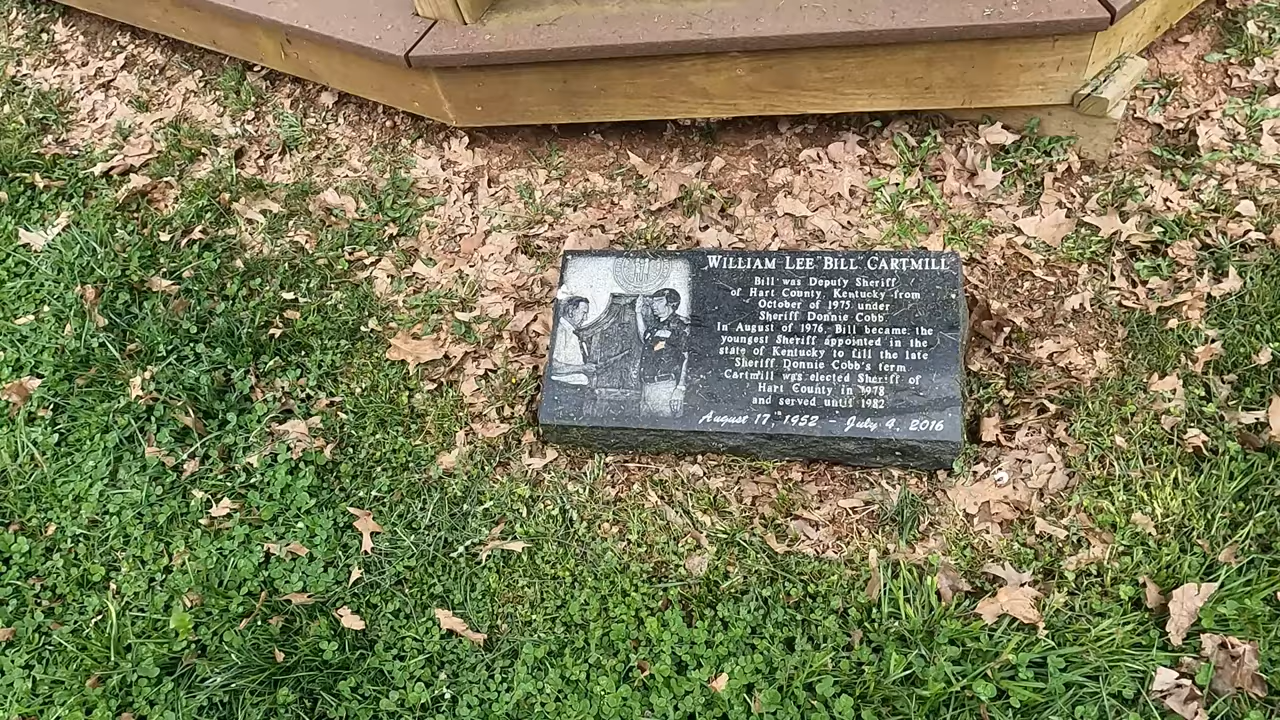 WILLIAM LEE "BILL" CARTMILL
Bill was Deputy Sheriff
of Hart County, Kentucky from
October of 1975 under
Sheriff Donnie Cobb
In August of 1976, Bill became the
youngest Sheriff appointed in the
state of Kentucky to fill the late
Sheriff Donnie Cobb's term
Cartmill was elected Sheriff of
Hart County in 1978
and served until 1982
August 17, 1952 - July 4, 2016